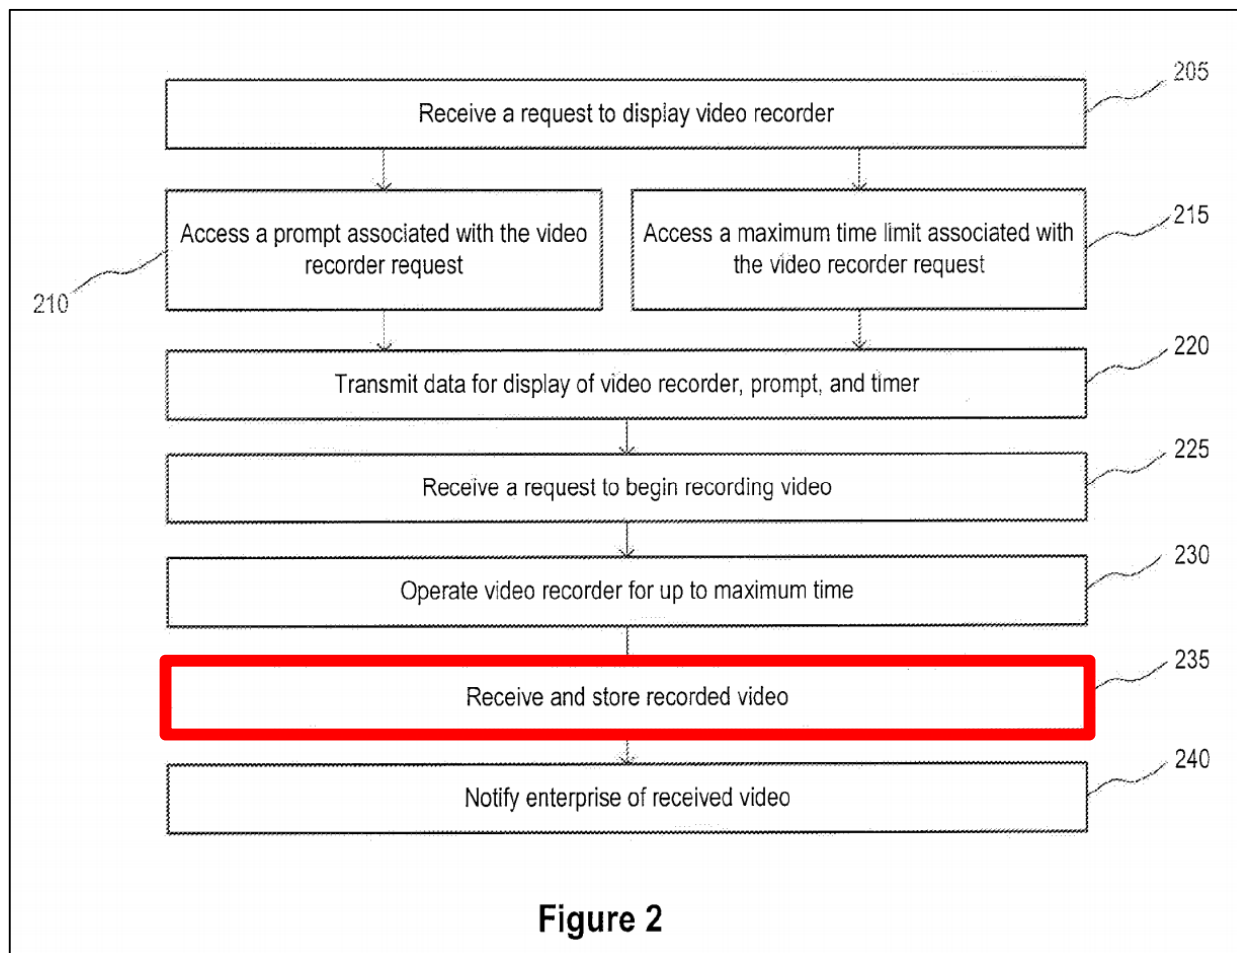 205
Receive a request to display video recorder
Access a prompt associated with the video
recorder request
210
Access a maximum time limit associated with
the video recorder request
215
220
Transmit data for display of video recorder, prompt, and timer
225
Receive a request to begin recording video
230
Operate video recorder for up to maximum time
235
Receive and store recorded video
240
Notify enterprise of received video
Figure 2